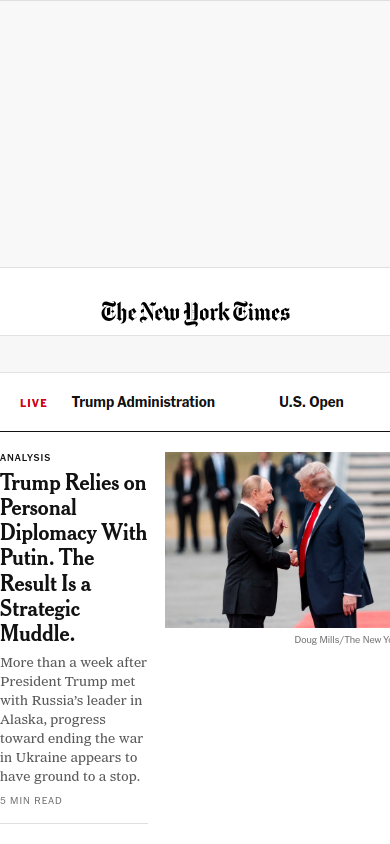 The New York Times
LIVE Trump Administration U.S. Open
ANALYSIS
Trump Relies on
Personal
Diplomacy With
Putin. The
Result Is a
Strategic
Muddle.
More than a week after
President Trump met
with Russia’s leader in
Alaska, progress
toward ending the war
in Ukraine appears to
have ground to a stop.
5 MIN READ
Doug Mills/The New